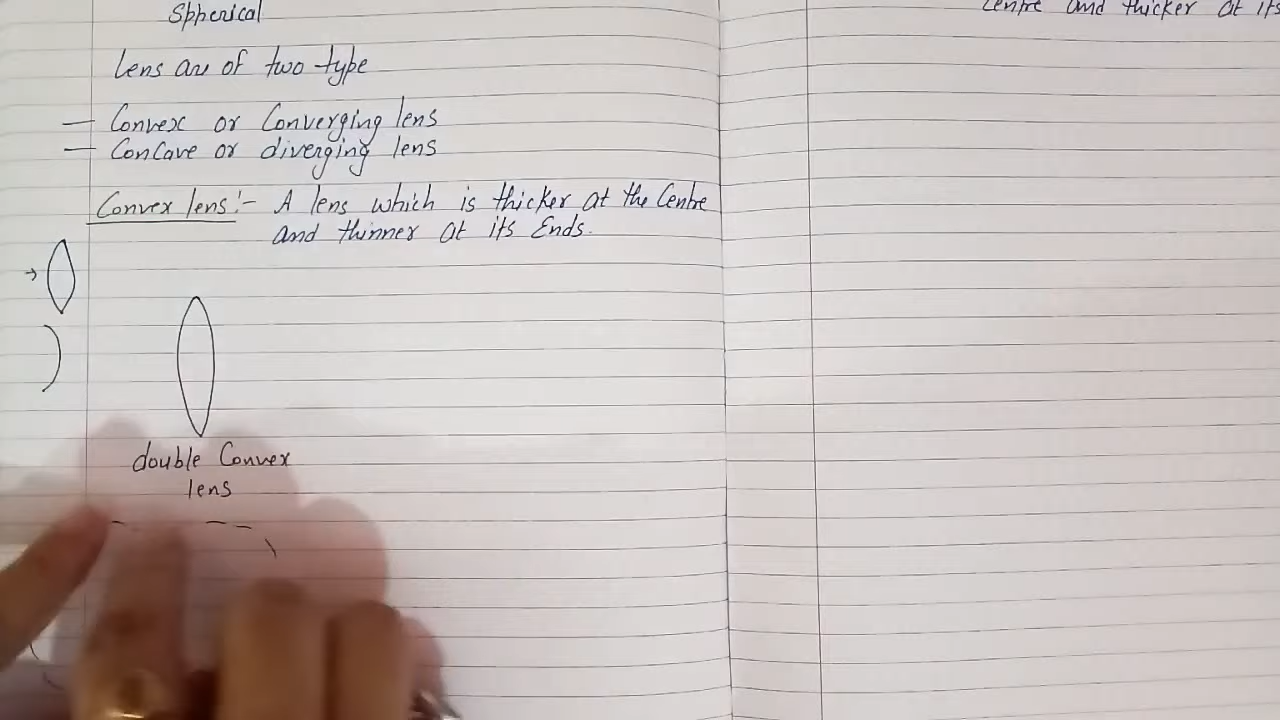 Spherical
lens are of two type
— Convex or Converging lens
— Concave or diverging lens
Convex lens :- A lens which is thicker at the Centre
and thinner at its Ends.
double Convex
lens
Centre and thicker at its